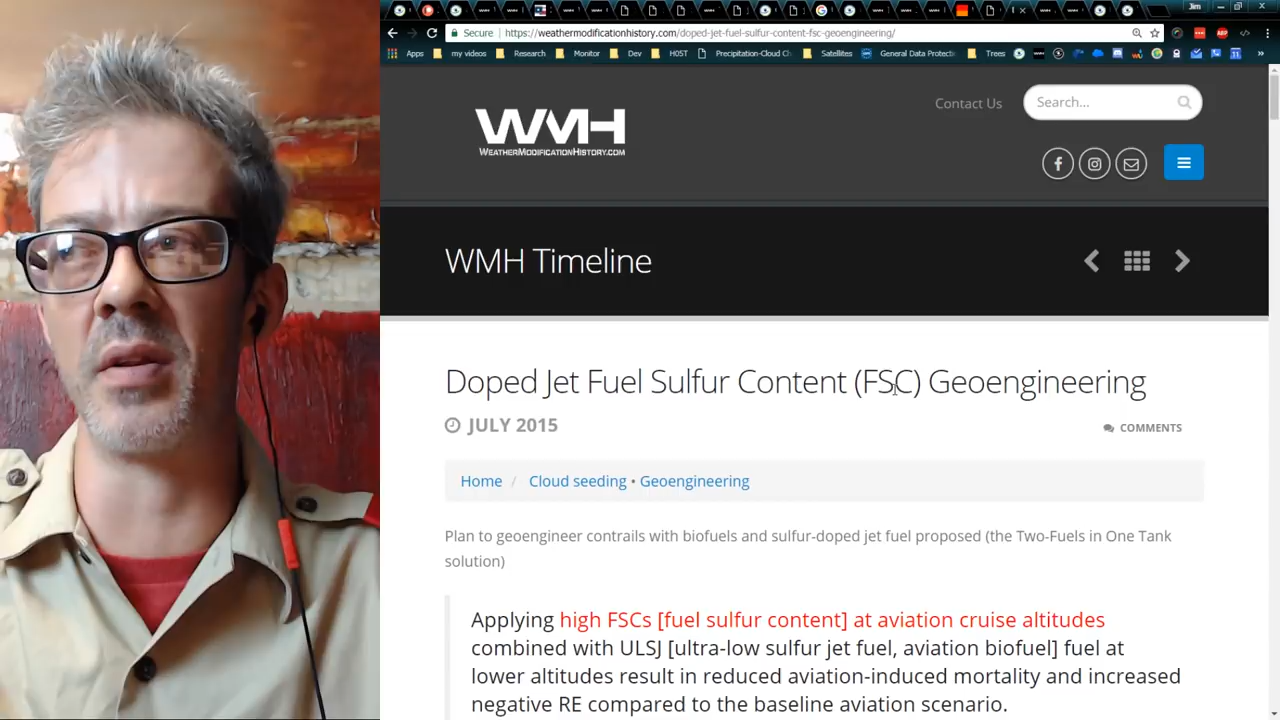 Jim
Secure
https://weathermodificationhistory.com/doped-jet-fuel-sulfur-content-fsc-geoengineering/
Apps my videos Research Monitor Dev H0ST Precipitation-Cloud Ch Satellites General Data Protecti Trees
Contact Us
Search...
WMH
WEATHERMODIFICATIONHISTORY.COM
WMH Timeline
Doped Jet Fuel Sulfur Content (FSC) Geoengineering
JULY 2015
COMMENTS
Home / Cloud seeding • Geoengineering
Plan to geoengineer contrails with biofuels and sulfur-doped jet fuel proposed (the Two-Fuels in One Tank
solution)
Applying high FSCs [fuel sulfur content] at aviation cruise altitudes
combined with ULSJ [ultra-low sulfur jet fuel, aviation biofuel] fuel at
lower altitudes result in reduced aviation-induced mortality and increased
negative RE compared to the baseline aviation scenario.